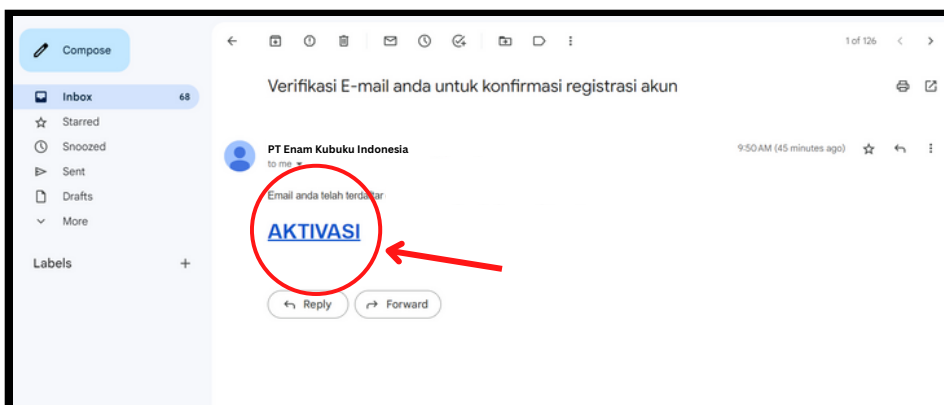 Compose
1 of 126
Verifikasi E-mail anda untuk konfirmasi registrasi akun
Inbox 68
Starred
Snoozed
Sent
Drafts
More
Labels
PT Enam Kubuku Indonesia
9:50 AM (45 minutes ago)
to me
Email anda telah terdaftar
AKTIVASI
Reply
Forward